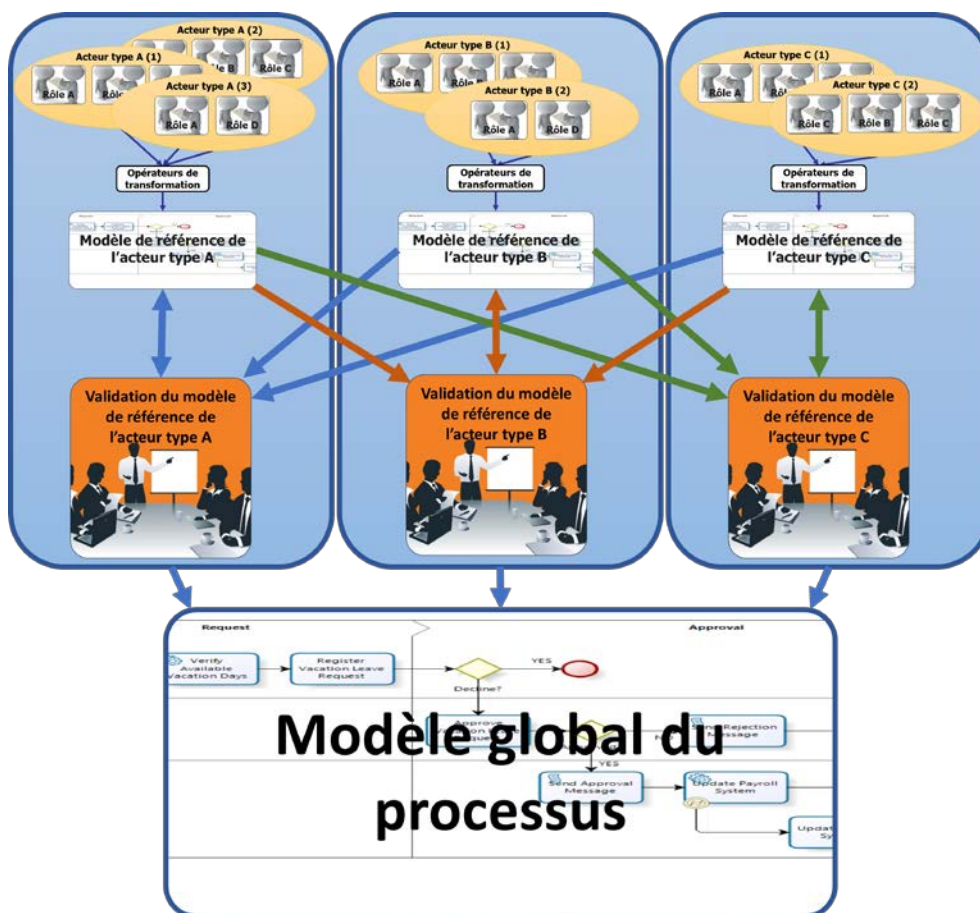 Acteur type A (2)
Acteur type A (1)
Rôle B
Rôle C
Rôle A
Acteur type A (3)
Rôle A
Rôle D
Opérateurs de
transformation
Modèle de référence de
l'acteur type A
Validation du modèle
de référence de
l'acteur type A
Acteur type B (1)
Rôle A
Acteur type B (2)
Rôle A
Rôle D
Opérateurs de
transformation
Modèle de référence de
l'acteur type B
Validation du modèle
de référence de
l'acteur type B
Acteur type C (1)
Rôle A
Acteur type C (2)
Rôle C
Rôle B
Rôle C
Opérateurs de
transformation
Modèle de référence de
l'acteur type C
Validation du modèle
de référence de
l'acteur type C
Request
Approval
Verify
Available
Vacation Days
Register
Vacation Leave
Request
YES
Decline?
Approve
Send Rejection
Message
YES
Send Approval
Message
Update Payroll
System
Modèle global du
processus